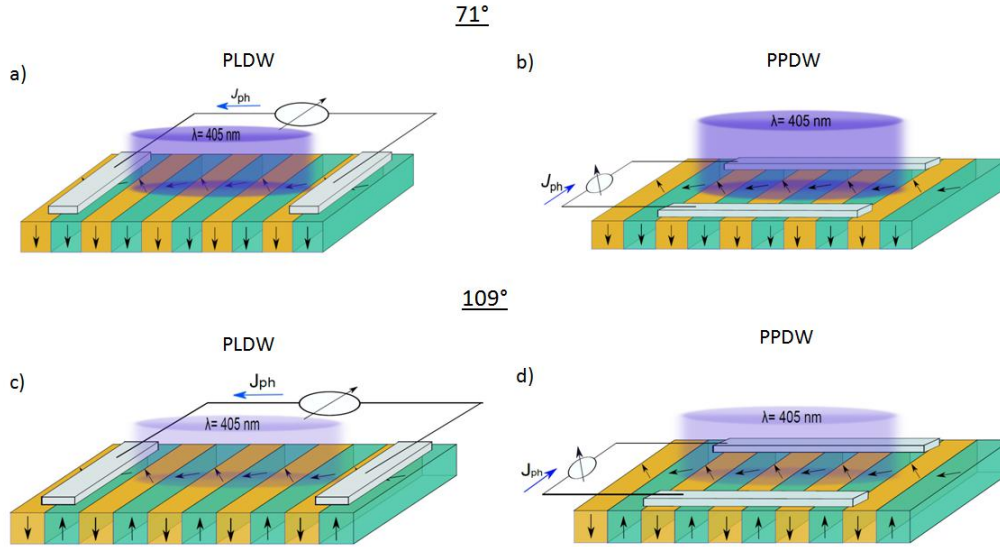 71°
PLDW
PPDW
a)
b)
Jph
λ= 405 nm
λ= 405 nm
Jph
109°
PLDW
PPDW
c)
d)
Jph
λ= 405 nm
λ= 405 nm
Jph